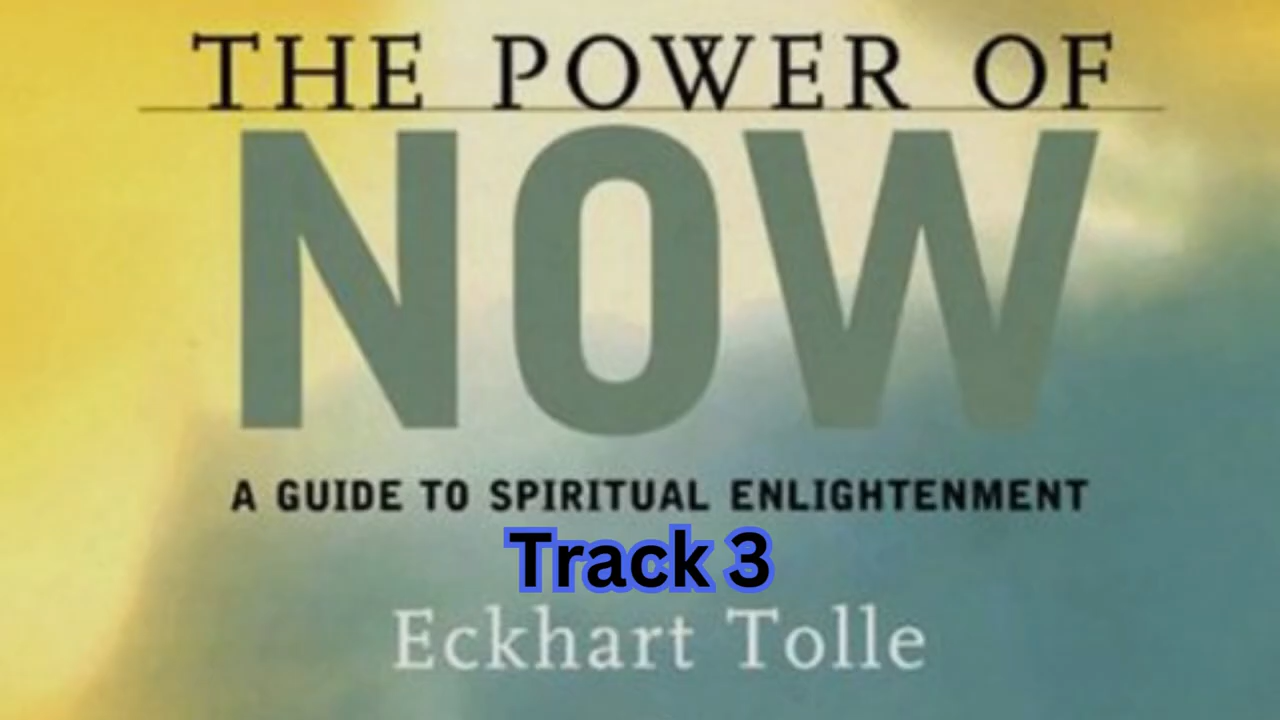 THE POWER OF
NOW
A GUIDE TO SPIRITUAL ENLIGHTENMENT
Track 3
Eckhart Tolle